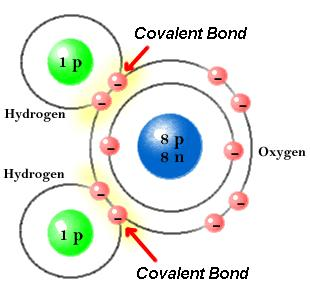 Covalent Bond
1 p
Hydrogen
8 p
8 n
Oxygen
Hydrogen
1 p
Covalent Bond